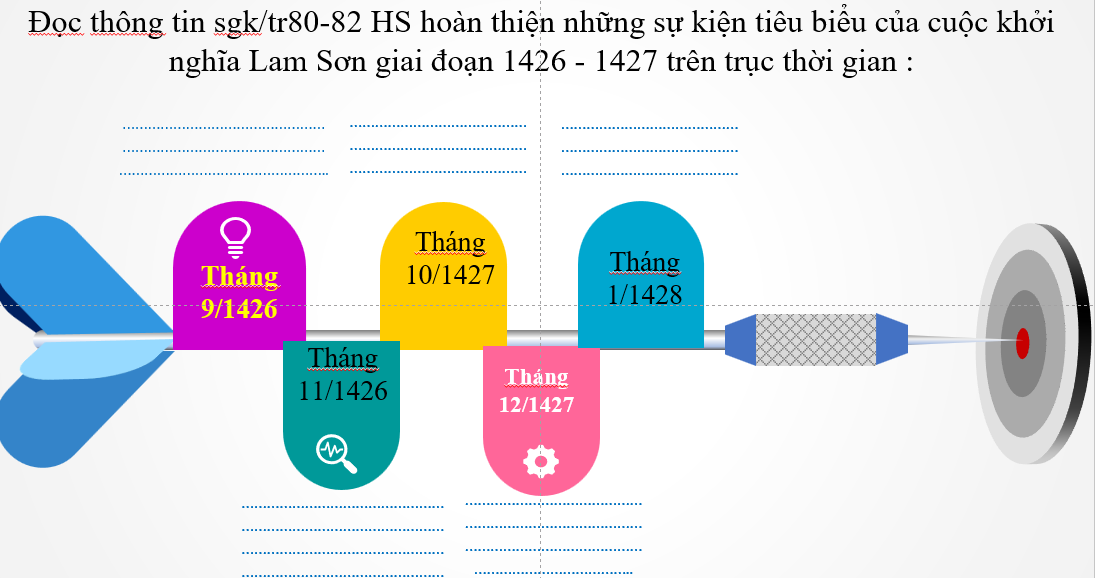 Đọc thông tin sgk/tr80-82 HS hoàn thiện những sự kiện tiêu biểu của cuộc khởi
nghĩa Lam Sơn giai đoạn 1426 - 1427 trên trục thời gian :
Tháng
9/1426
Tháng
11/1426
Tháng
10/1427
Tháng
12/1427
Tháng
1/1428